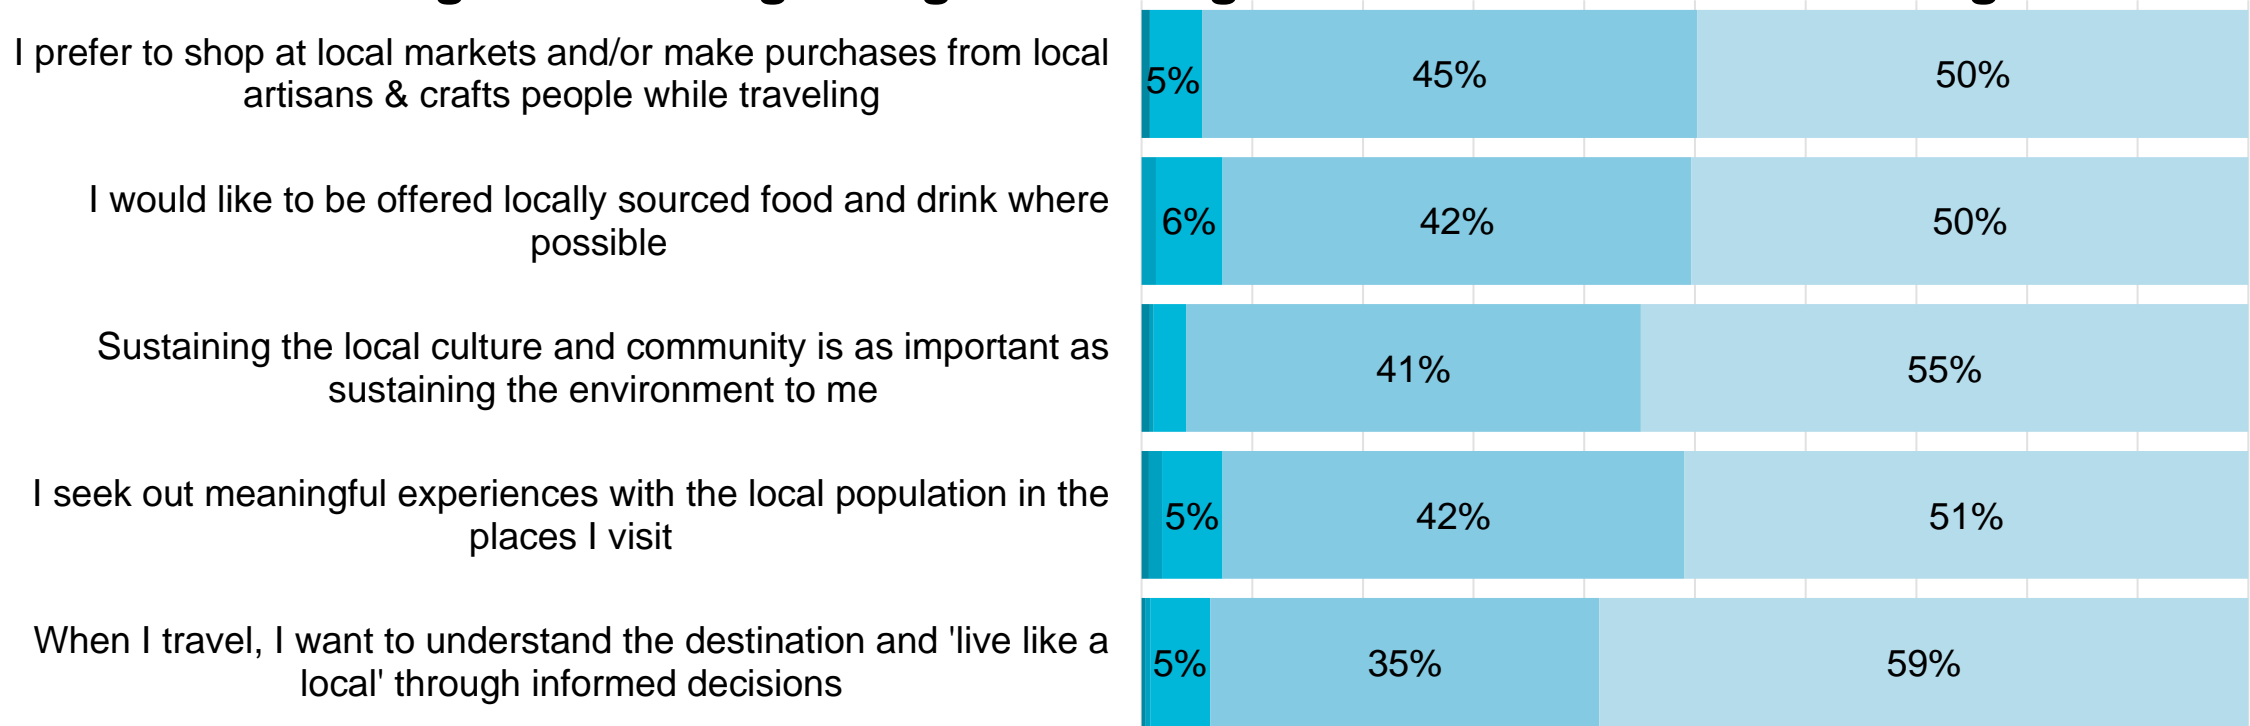 I prefer to shop at local markets and/or make purchases from local
artisans & crafts people while traveling
5%
45%
50%
I would like to be offered locally sourced food and drink where
possible
6%
42%
50%
Sustaining the local culture and community is as important as
sustaining the environment to me
41%
55%
I seek out meaningful experiences with the local population in the
places I visit
5%
42%
51%
When I travel, I want to understand the destination and 'live like a
local' through informed decisions
5%
35%
59%